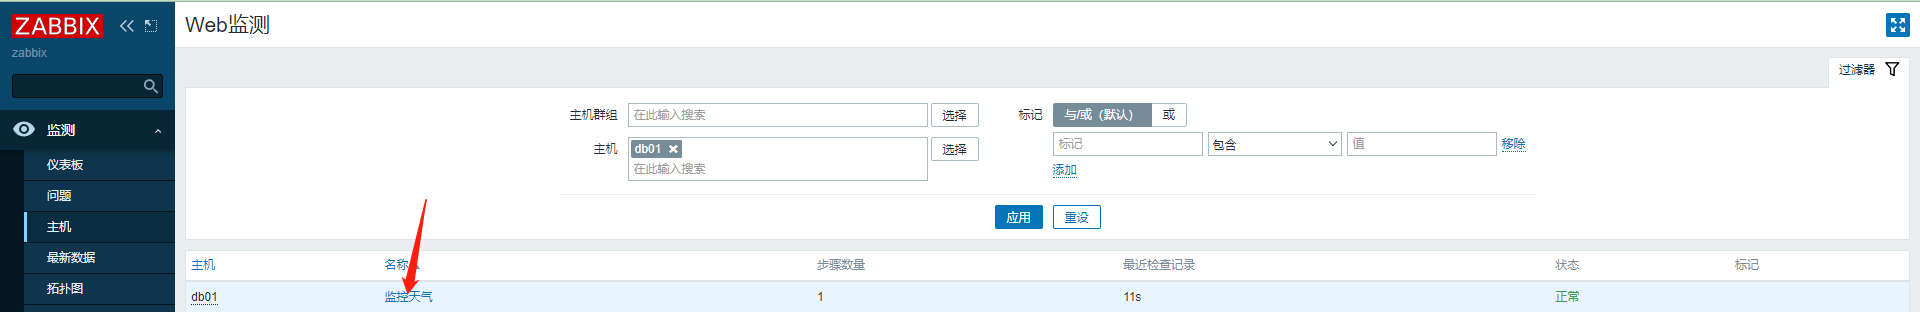 ZABBIX
zabbix
监测
仪表板
问题
主机
最新数据
拓扑图
Web监测
过滤器
主机群组 在此输入搜索 选择
主机 db01 在此输入搜索 选择
标记 与/或（默认） 或
标记 包含 值 移除
添加
应用 重设
主机 名称 步骤数量 最近检查记录 状态 标记
db01 监控天气 1 11s 正常